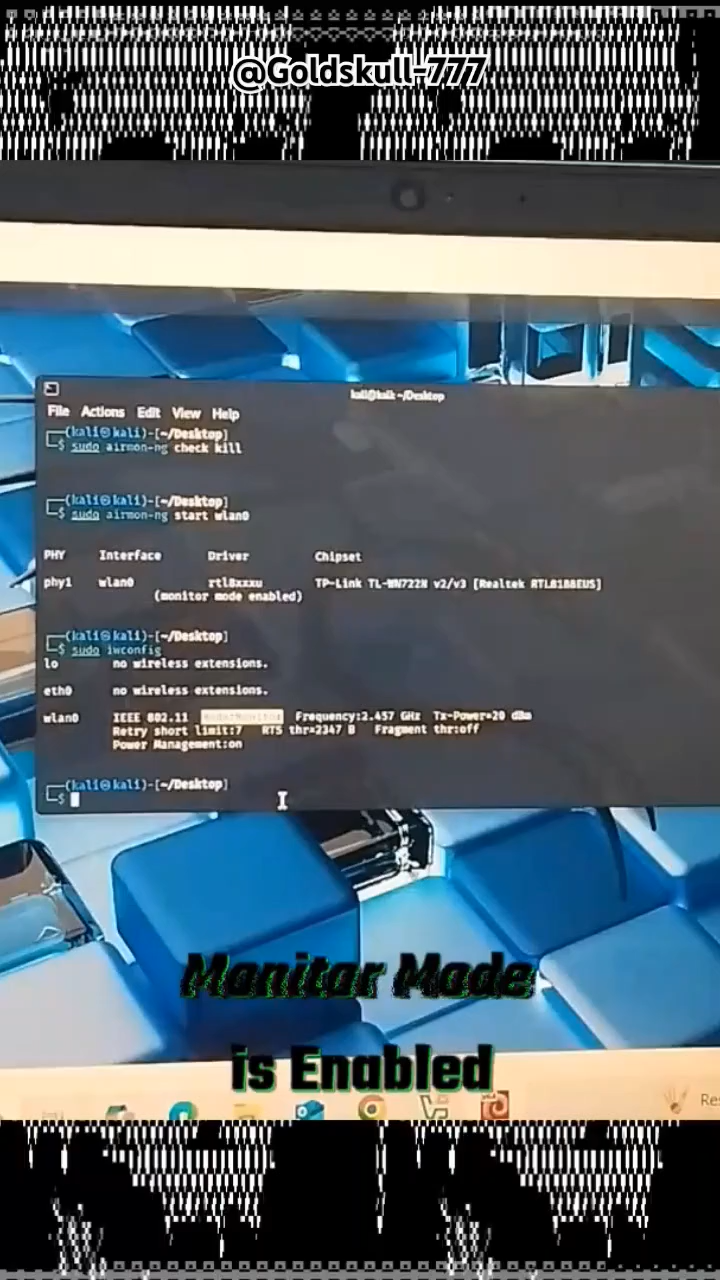 @Goldskull-777
kali@kali: ~/Desktop
File Actions Edit View Help
(kali㉿kali)-[~/Desktop]
$ sudo airmon-ng check kill
(kali㉿kali)-[~/Desktop]
$ sudo airmon-ng start wlan0
PHY Interface Driver Chipset
phy1 wlan0 rtl8xxxu TP-Link TL-WN722N v2/v3 [Realtek RTL8188EUS]
(monitor mode enabled)
(kali㉿kali)-[~/Desktop]
$ sudo iwconfig
lo no wireless extensions.
eth0 no wireless extensions.
wlan0 IEEE 802.11 Mode:Monitor Frequency:2.457 GHz Tx-Power=20 dBm
Retry short limit:7 RTS thr=2347 B Fragment thr:off
Power Management:on
(kali㉿kali)-[~/Desktop]
$
Monitor Mode
is Enabled